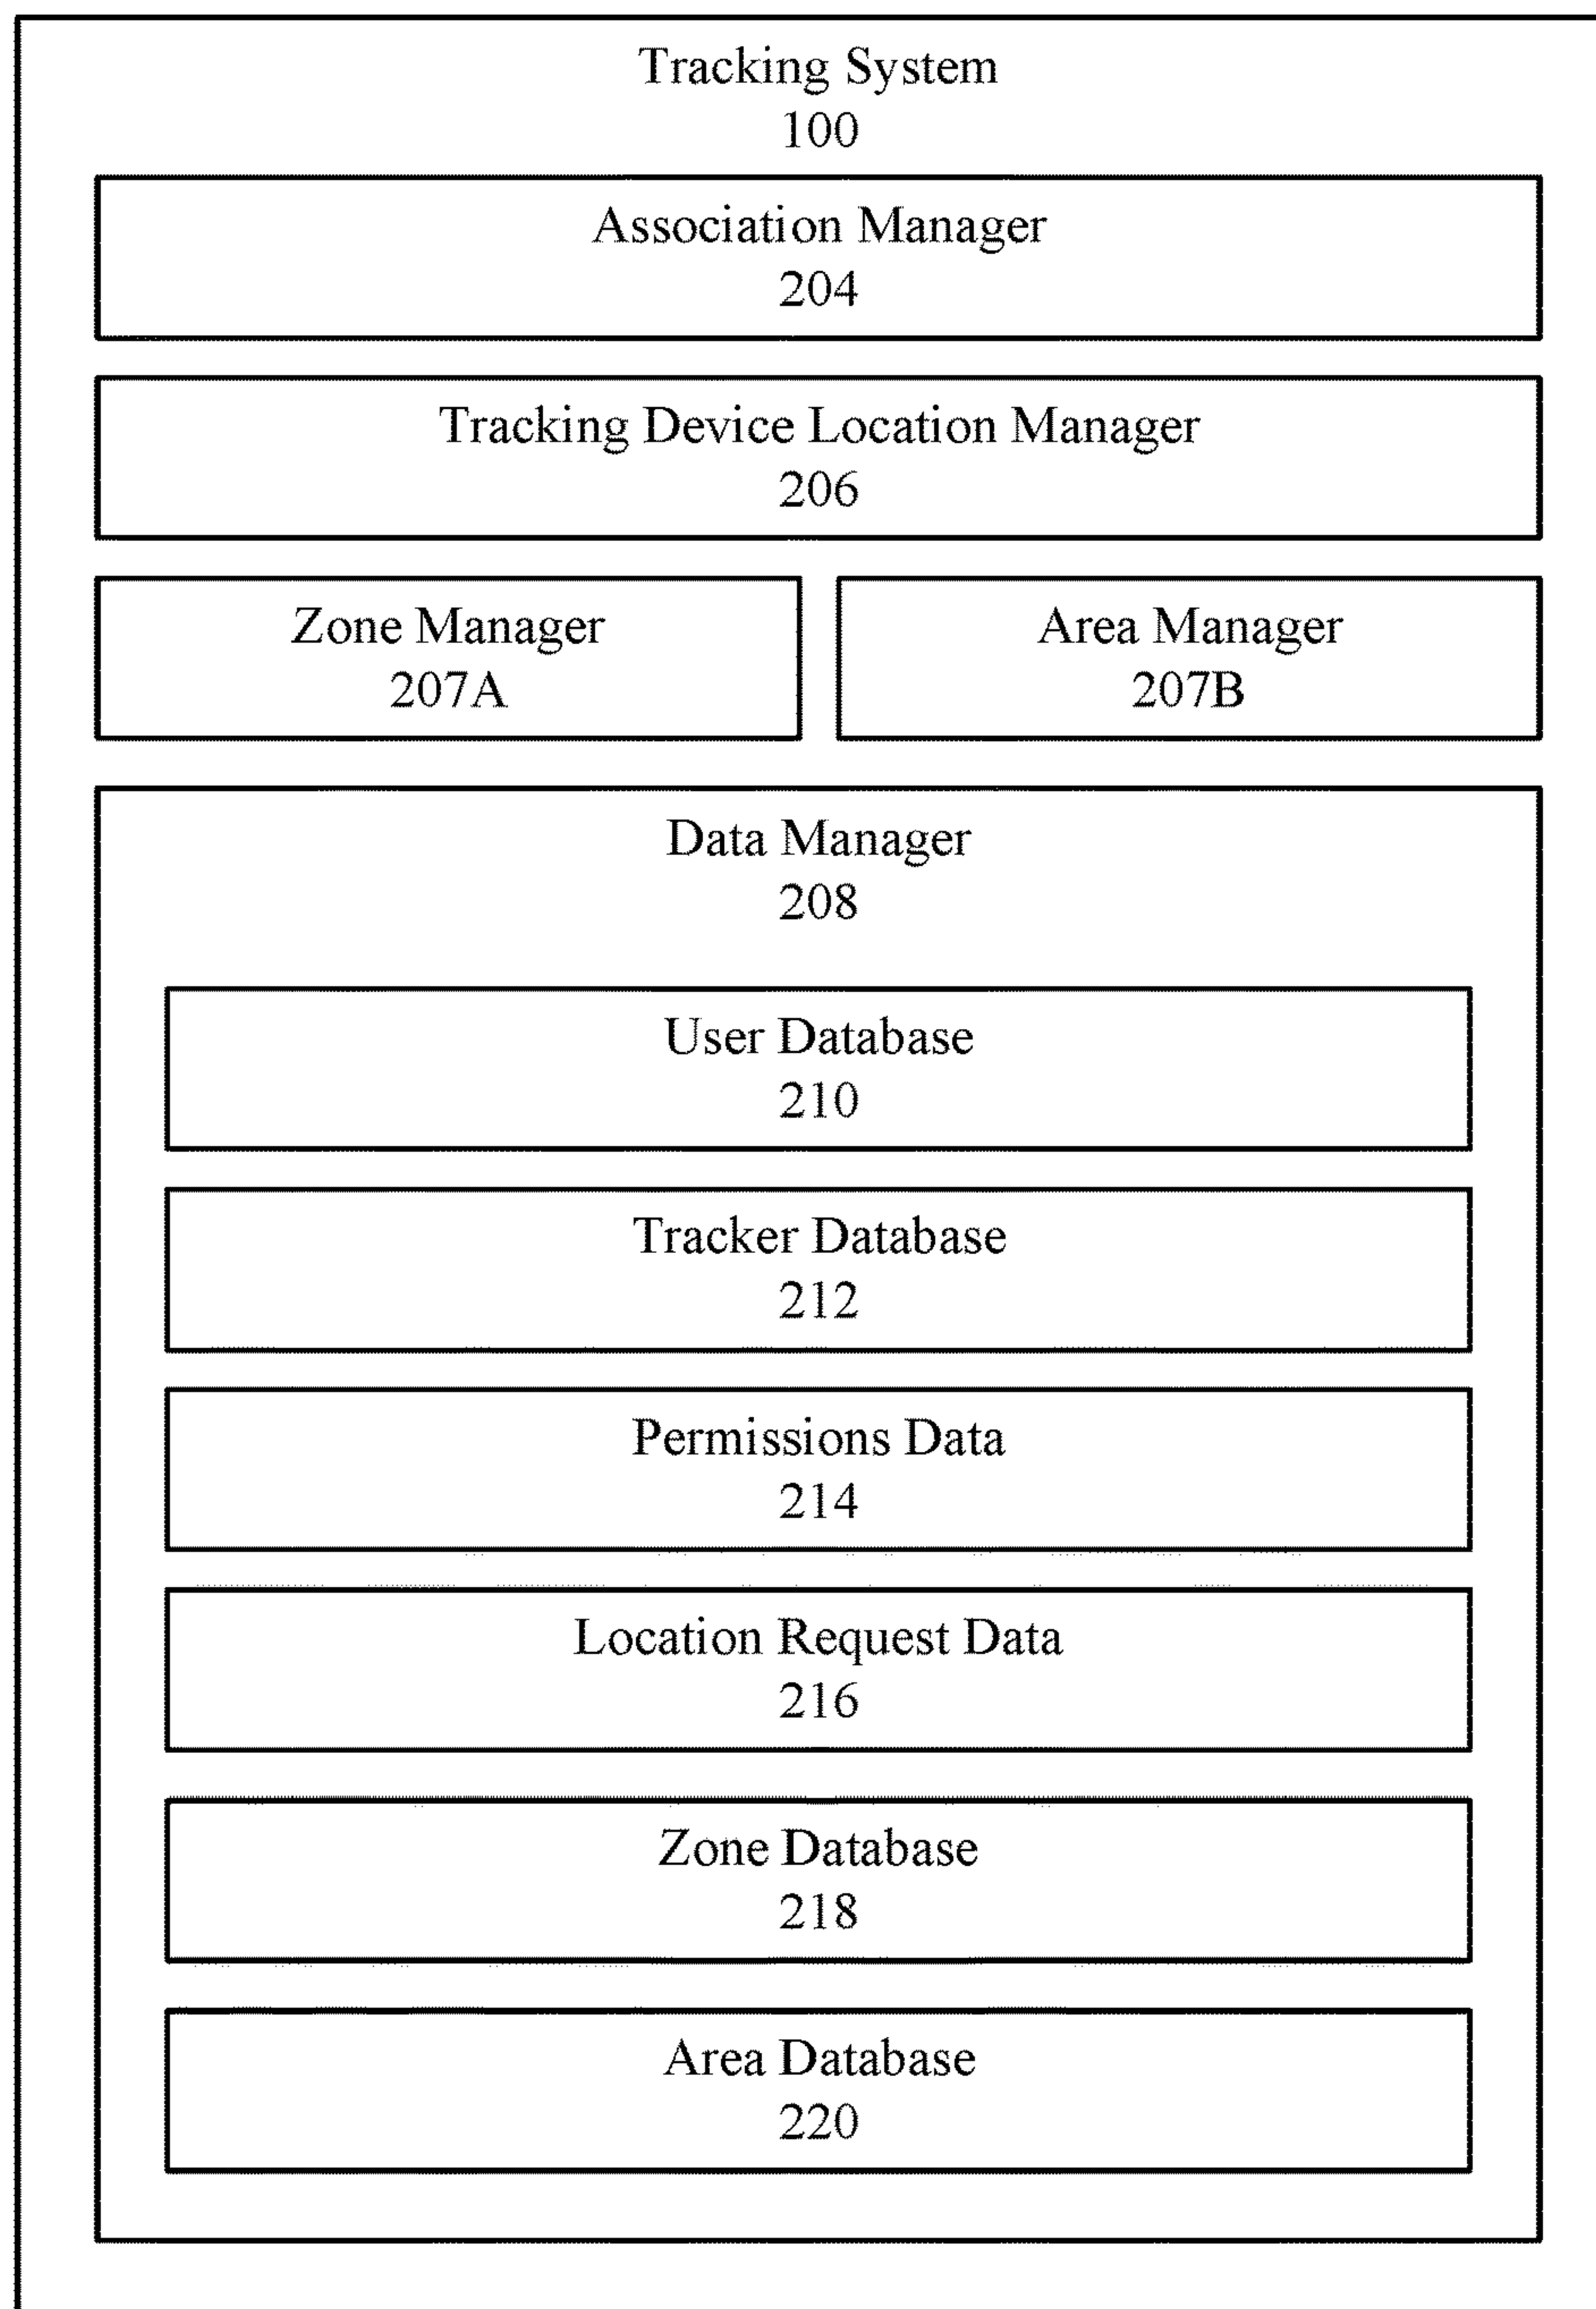 Tracking System
100
Association Manager
204
Tracking Device Location Manager
206
Zone Manager
207A
Area Manager
207B
Data Manager
208
User Database
210
Tracker Database
212
Permissions Data
214
Location Request Data
216
Zone Database
218
Area Database
220